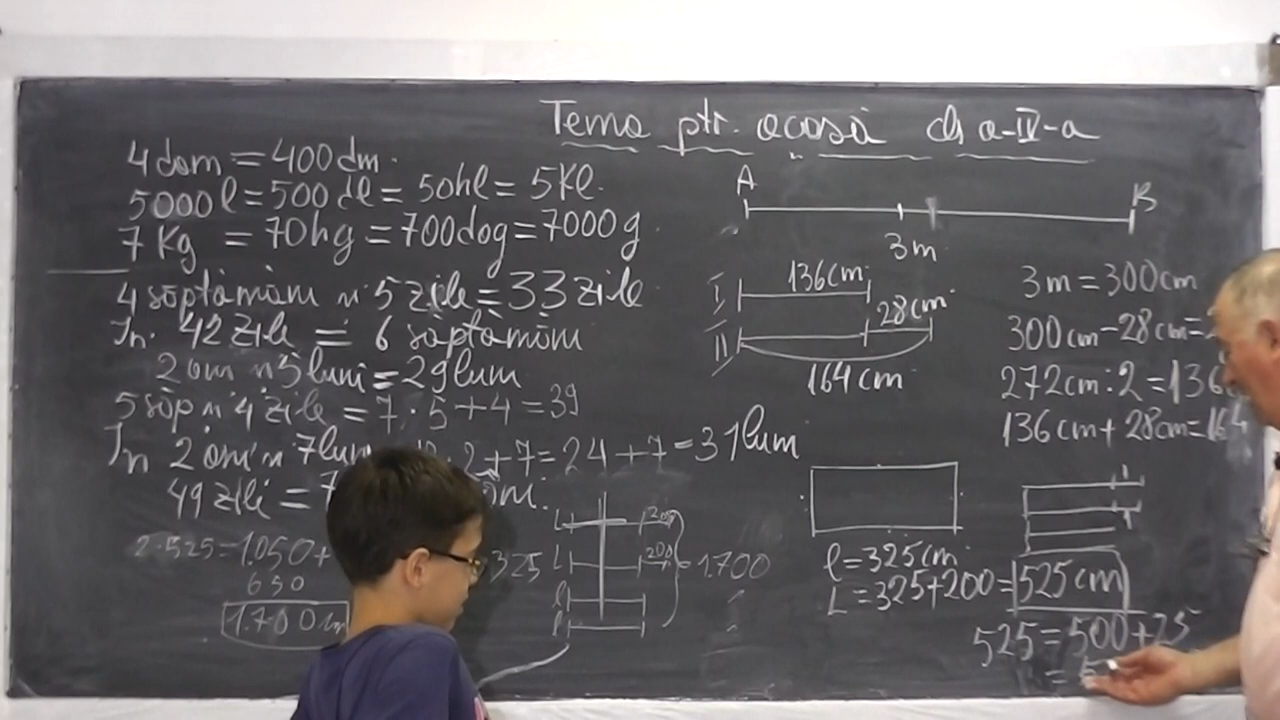 Tema ptr. acasă cls a-IV-a
4 dam = 400 dm.
5000 l = 500 dl = 50 hl = 5 Kl.
7 Kg = 70 hg = 700 dag = 7000 g
4 săptămâni și 5 zile = 33 zile
În 42 zile = 6 săptămâni
2 ani și 5 luni = 29 luni
5 săp și 4 zile = 7 · 5 + 4 = 39
În 2 ani și 7 luni · 2 + 7 = 24 + 7 = 31 luni
49 zile = 7
2 · 525 = 1.050 +
650
1.700 cm
325
L 200
L 200
l
l
= 1.700
A B
3 m
I 136 cm
28 cm
II
164 cm
3 m = 300 cm
300 cm - 28 cm =
272 cm : 2 = 136
136 cm + 28 cm = 164
l = 325 cm
L = 325 + 200 = 525 cm
525 = 500 + 25
=